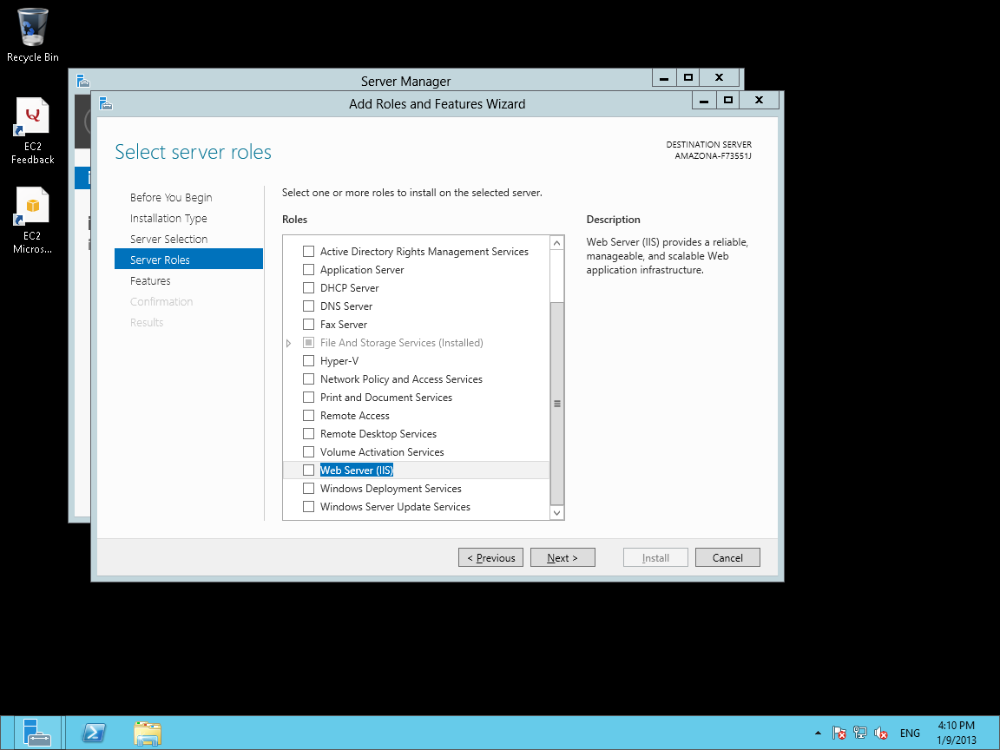 Recycle Bin
EC2
Feedback
EC2
Micros...
Server Manager
Add Roles and Features Wizard
Select server roles
DESTINATION SERVER
AMAZONA-F73551J
Before You Begin
Installation Type
Server Selection
Server Roles
Features
Confirmation
Results
Select one or more roles to install on the selected server.
Roles
Active Directory Rights Management Services
Application Server
DHCP Server
DNS Server
Fax Server
File And Storage Services (Installed)
Hyper-V
Network Policy and Access Services
Print and Document Services
Remote Access
Remote Desktop Services
Volume Activation Services
Web Server (IIS)
Windows Deployment Services
Windows Server Update Services
Description
Web Server (IIS) provides a reliable,
manageable, and scalable Web
application infrastructure.
< Previous
Next >
Install
Cancel
ENG
4:10 PM
1/9/2013